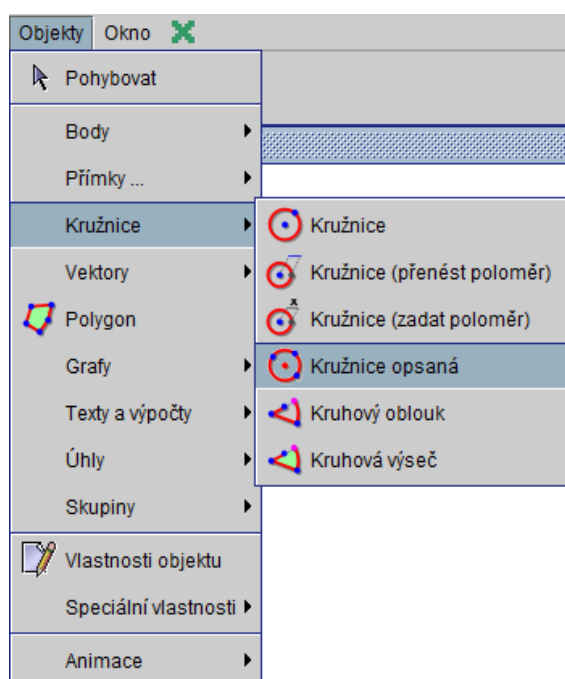 Objekty Okno
Pohybovat
Body
Přímky ...
Kružnice
Vektory
Polygon
Grafy
Texty a výpočty
Úhly
Skupiny
Vlastnosti objektu
Speciální vlastnosti
Animace
Kružnice
Kružnice (přenést poloměr)
x
Kružnice (zadat poloměr)
Kružnice opsaná
Kruhový oblouk
Kruhová výseč